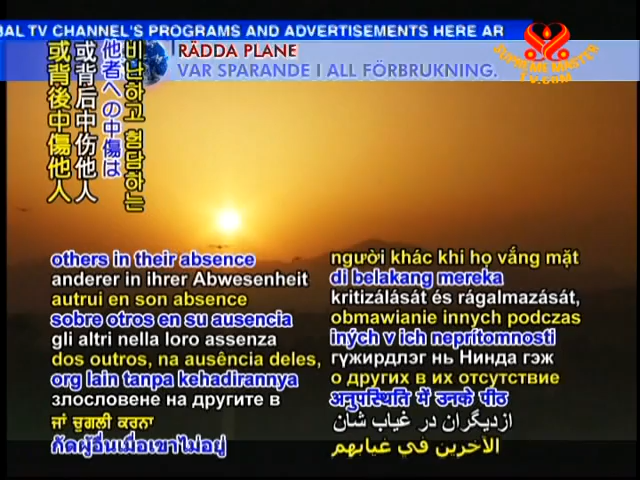 BAL TV CHANNEL'S PROGRAMS AND ADVERTISEMENTS HERE AR
RÄDDA PLANE
VAR SPARANDE I ALL FÖRBRUKNING.
SUPREME MASTER
TV.COM
비난하고 험담하는
他者への中傷は
或背后中伤他人
或背後中傷他人
others in their absence
anderer in ihrer Abwesenheit
autrui en son absence
sobre otros en su ausencia
gli altri nella loro assenza
dos outros, na ausência deles,
org lain tanpa kehadirannya
злословене на другите в
ਜਾਂ ਚੁਗਲੀ ਕਰਨਾ
กัดผู้อื่นเมื่อเขาไม่อยู่
người khác khi họ vắng mặt
di belakang mereka
kritizálását és rágalmazását,
obmawianie innych podczas
iných v ich neprítomnosti
гүжирдлэг нь Нинда гэж
о других в их отсутствие
अनुपस्थिति में उनके पीठ
ازدیگران در غیاب شان
الآخرين في غيابهم